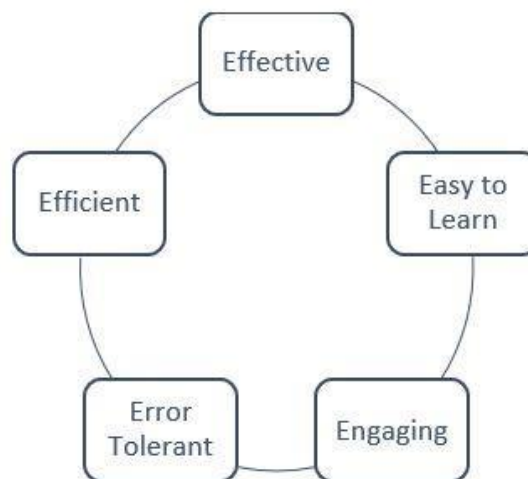 Effective
Easy to
Learn
Engaging
Error
Tolerant
Efficient